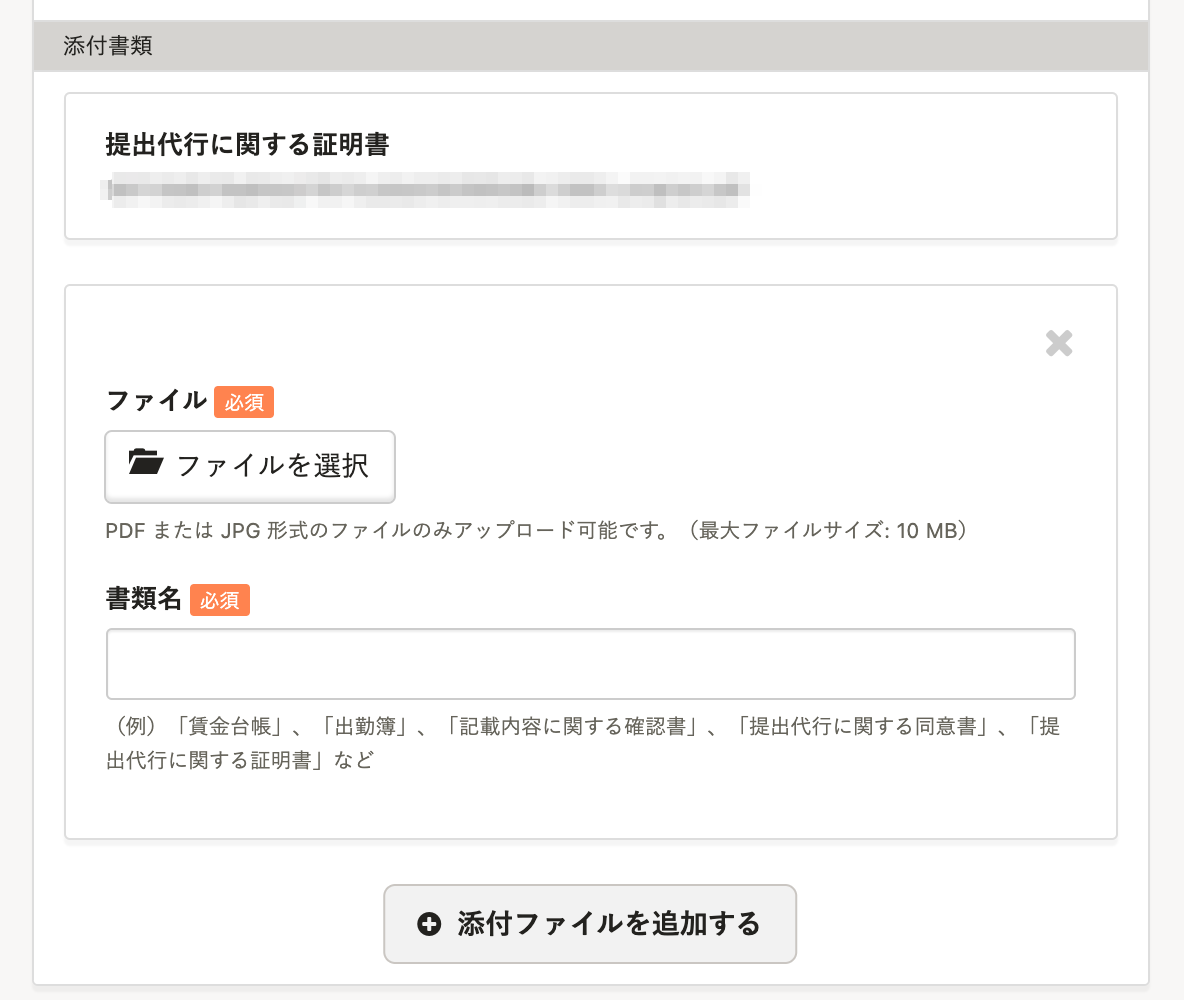 添付書類
提出代行に関する証明書
ファイル 必須
ファイルを選択
PDF または JPG 形式のファイルのみアップロード可能です。（最大ファイルサイズ: 10 MB）
書類名 必須
（例）「賃金台帳」、「出勤簿」、「記載内容に関する確認書」、「提出代行に関する同意書」、「提
出代行に関する証明書」など
添付ファイルを追加する